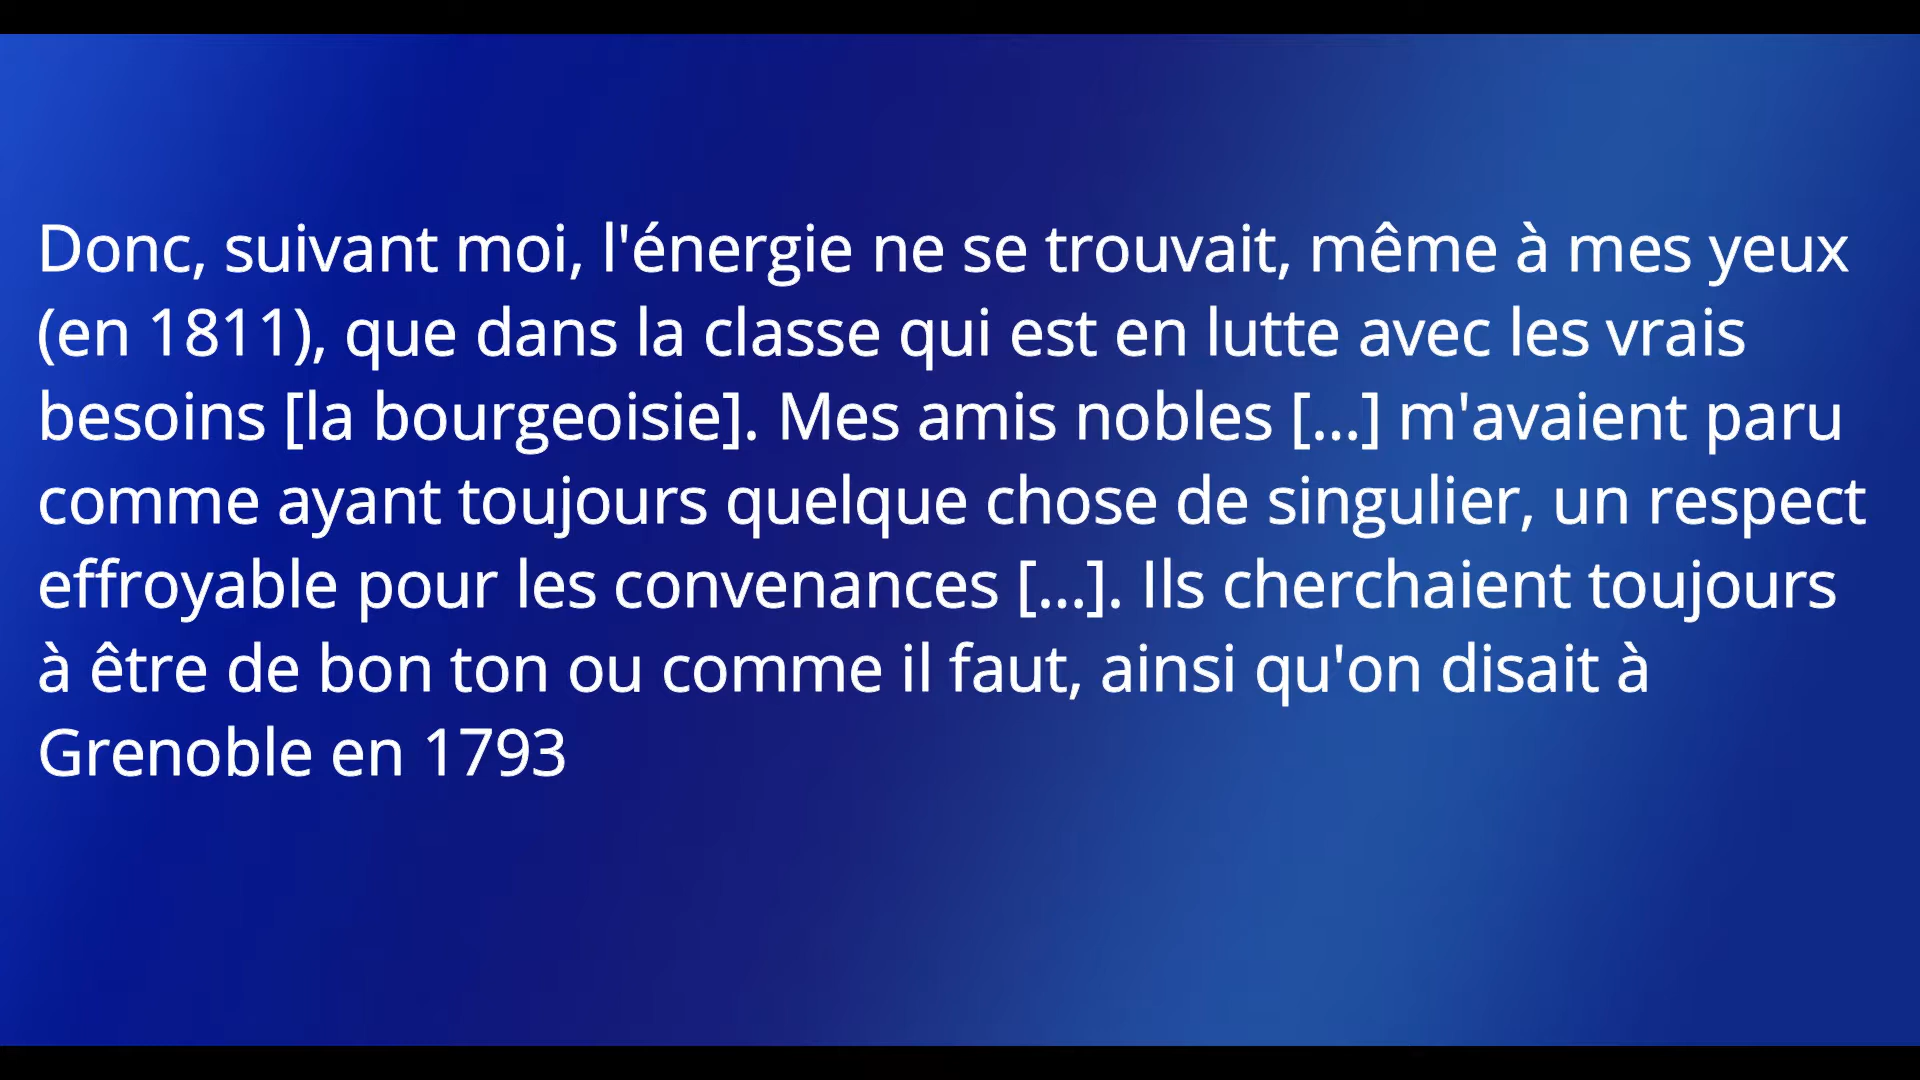 Donc, suivant moi, l'énergie ne se trouvait, même à mes yeux
(en 1811), que dans la classe qui est en lutte avec les vrais
besoins [la bourgeoisie]. Mes amis nobles [...] m'avaient paru
comme ayant toujours quelque chose de singulier, un respect
effroyable pour les convenances [...]. Ils cherchaient toujours
à être de bon ton ou comme il faut, ainsi qu'on disait à
Grenoble en 1793